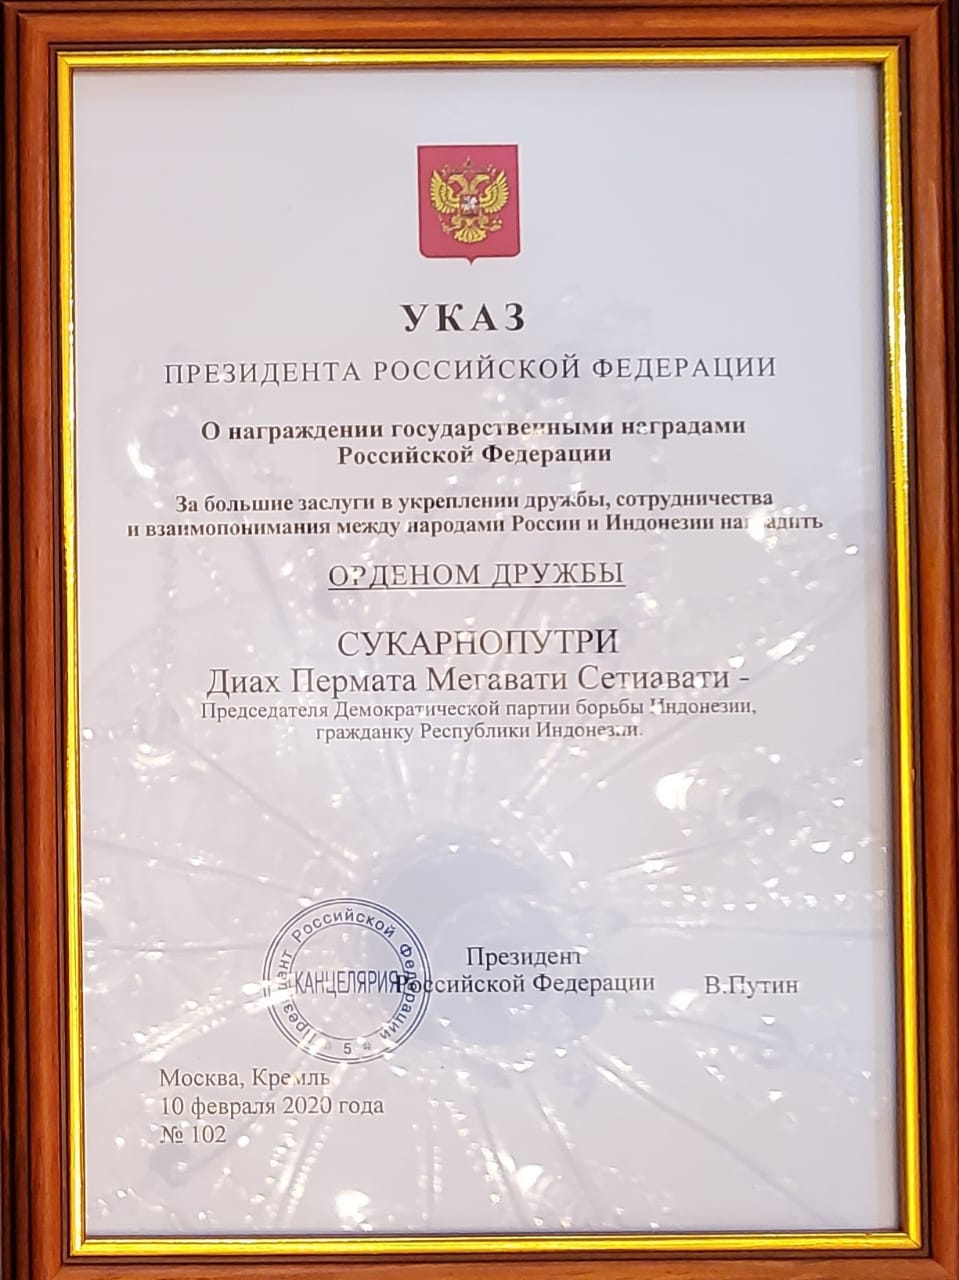 УКАЗ
ПРЕЗИДЕНТА РОССИЙСКОЙ ФЕДЕРАЦИИ
О награждении государственными наградами
Российской Федерации
За большие заслуги в укреплении дружбы, сотрудничества
и взаимопонимания между народами России и Индонезии наградить
ОРДЕНОМ ДРУЖБЫ
СУКАРНОПУТРИ
Диах Пермата Мегавати Сетиавати -
Председателя Демократической партии борьбы Индонезии,
гражданку Республики Индонезии.
Президент Российской Федерации
КАНЦЕЛЯРИЯ
5
Президент
Российской Федерации
В.Путин
Москва, Кремль
10 февраля 2020 года
№ 102